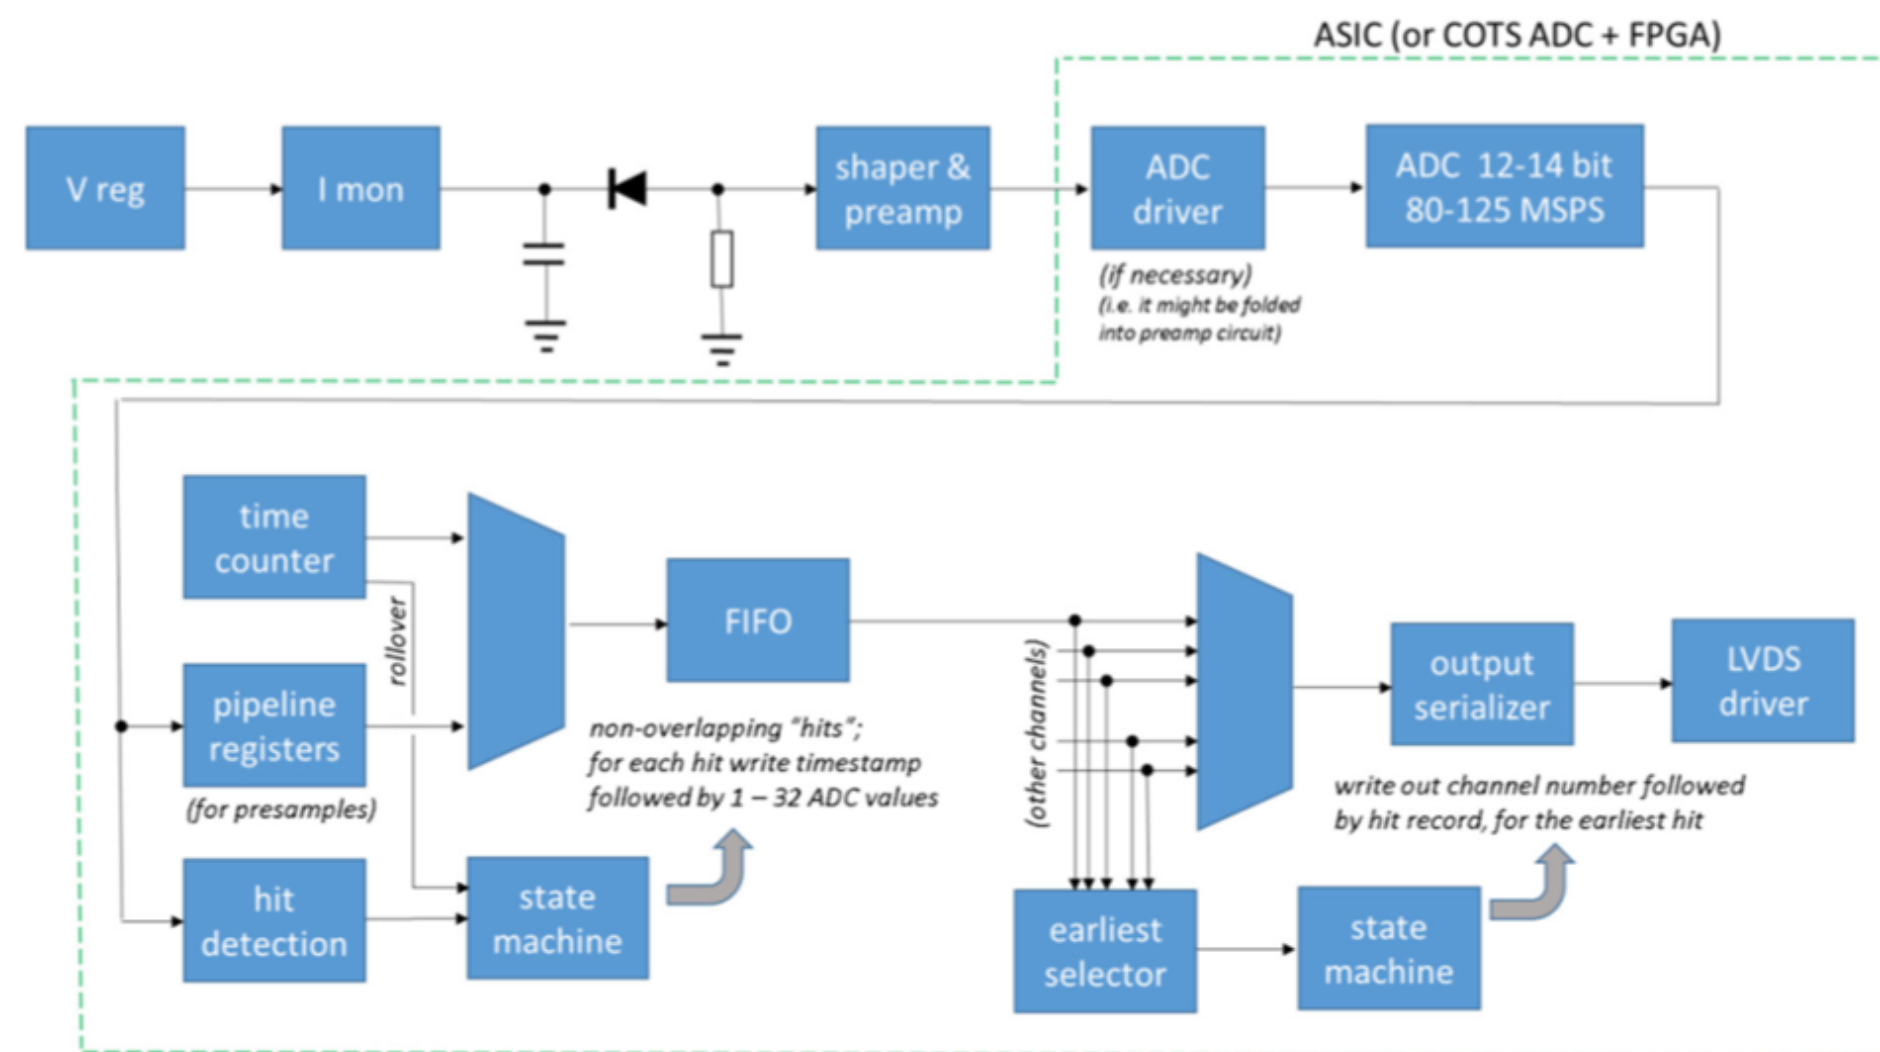 ASIC (or COTS ADC + FPGA)
V reg
I mon
shaper &
preamp
ADC
driver
ADC 12-14 bit
80-125 MSPS
(if necessary)
(i.e. it might be folded
into preamp circuit)
time
counter
rollover
pipeline
registers
(for presamples)
hit
detection
state
machine
FIFO
non-overlapping “hits”;
for each hit write timestamp
followed by 1 – 32 ADC values
(other channels)
earliest
selector
state
machine
output
serializer
LVDS
driver
write out channel number followed
by hit record, for the earliest hit